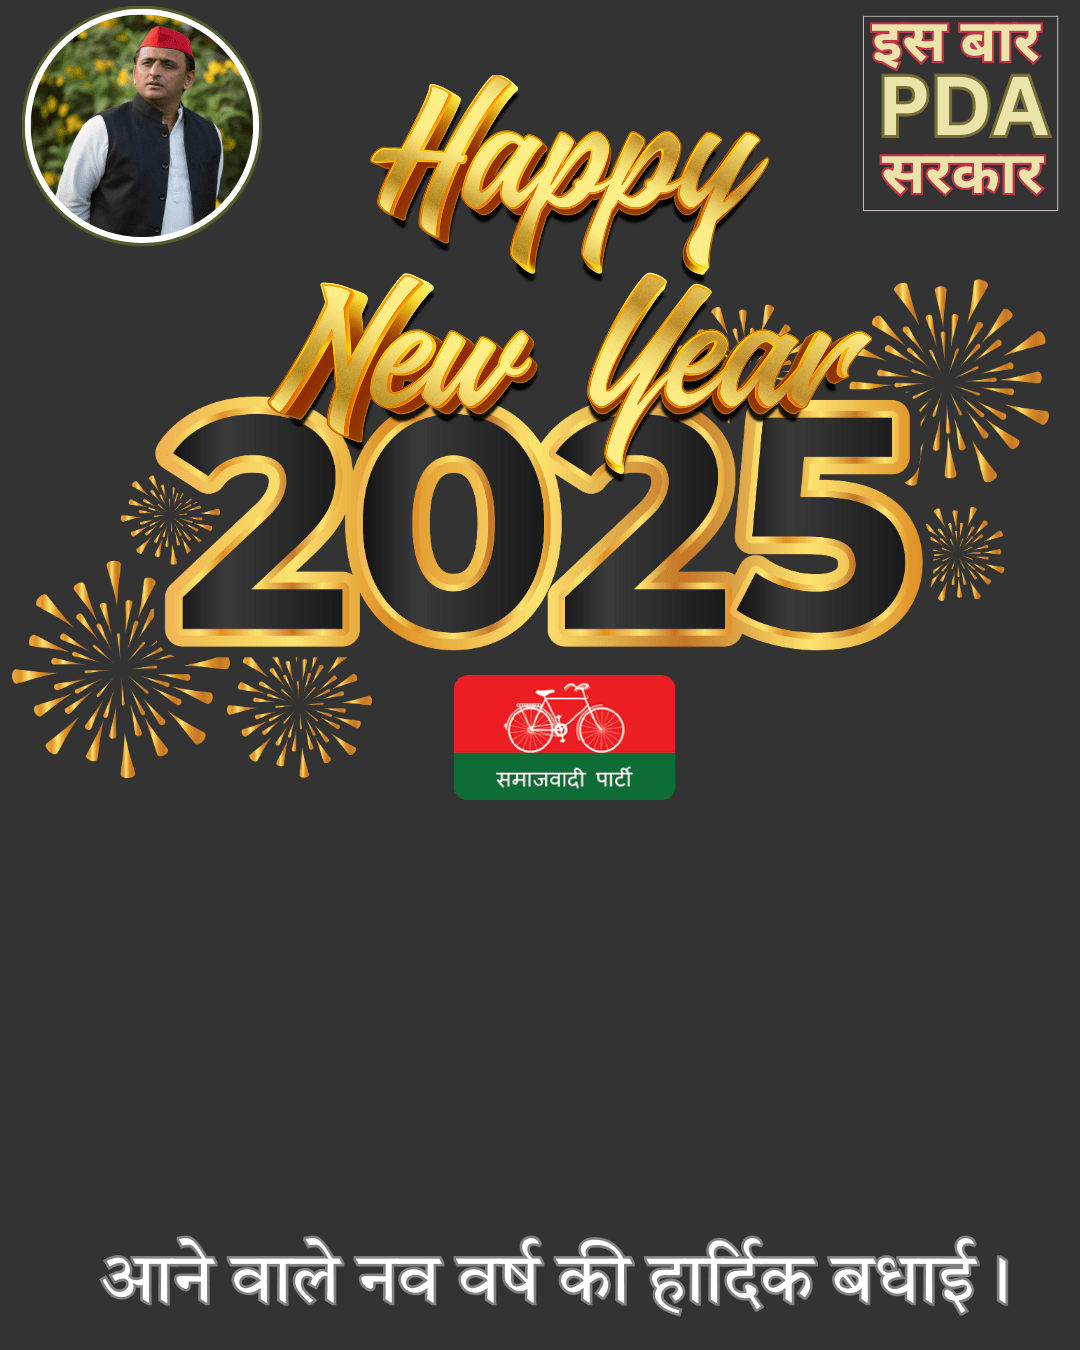 इस बार
PDA
सरकार
Happy
New Year
2025
समाजवादी पार्टी
आने वाले नव वर्ष की हार्दिक बधाई।